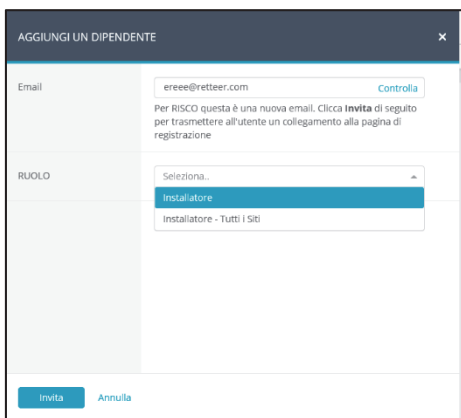 AGGIUNGI UN DIPENDENTE ×
Email
ereee@retteer.com Controlla
Per RISCO questa è una nuova email. Clicca Invita di seguito
per trasmettere all'utente un collegamento alla pagina di
registrazione
RUOLO
Seleziona..
Installatore
Installatore - Tutti i Siti
Invita Annulla